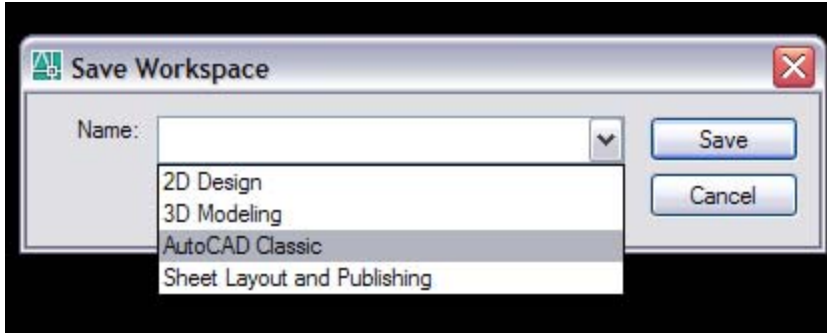 Save Workspace
Name:
Save
2D Design
Cancel
3D Modeling
AutoCAD Classic
Sheet Layout and Publishing